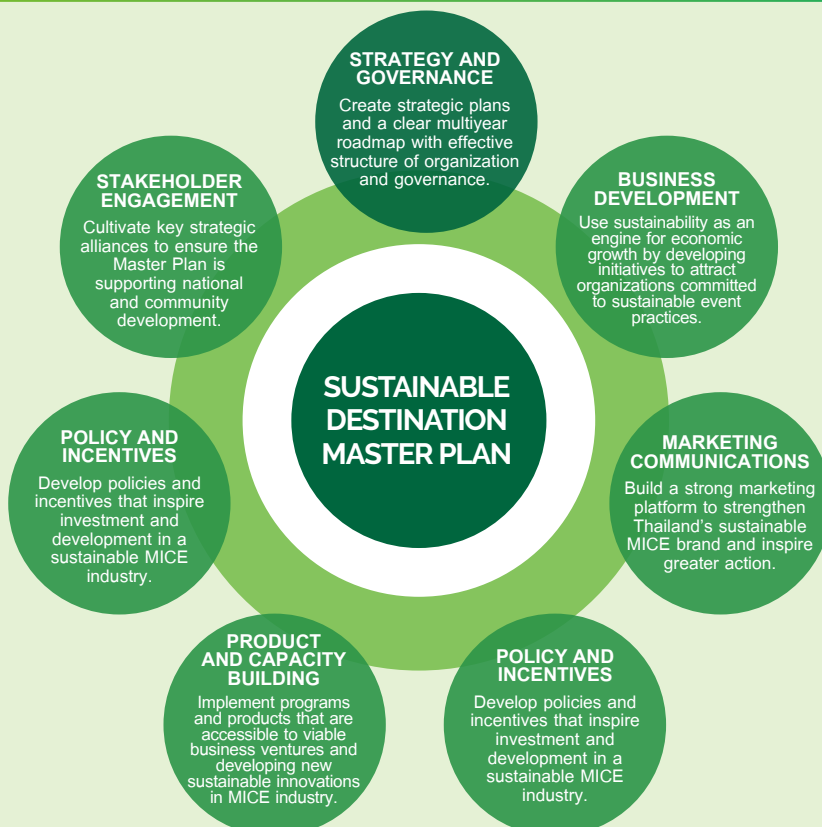 STRATEGY AND
GOVERNANCE
Create strategic plans
and a clear multiyear
roadmap with effective
structure of organization
and governance.
BUSINESS
DEVELOPMENT
Use sustainability as an
engine for economic
growth by developing
initiatives to attract
organizations committed
to sustainable event
practices.
MARKETING
COMMUNICATIONS
Build a strong marketing
platform to strengthen
Thailand’s sustainable
MICE brand and inspire
greater action.
POLICY AND
INCENTIVES
Develop policies and
incentives that inspire
investment and
development in a
sustainable MICE
industry.
PRODUCT
AND CAPACITY
BUILDING
Implement programs
and products that are
accessible to viable
business ventures and
developing new
sustainable innovations
in MICE industry.
POLICY AND
INCENTIVES
Develop policies and
incentives that inspire
investment and
development in a
sustainable MICE
industry.
STAKEHOLDER
ENGAGEMENT
Cultivate key strategic
alliances to ensure the
Master Plan is
supporting national
and community
development.
SUSTAINABLE
DESTINATION
MASTER PLAN